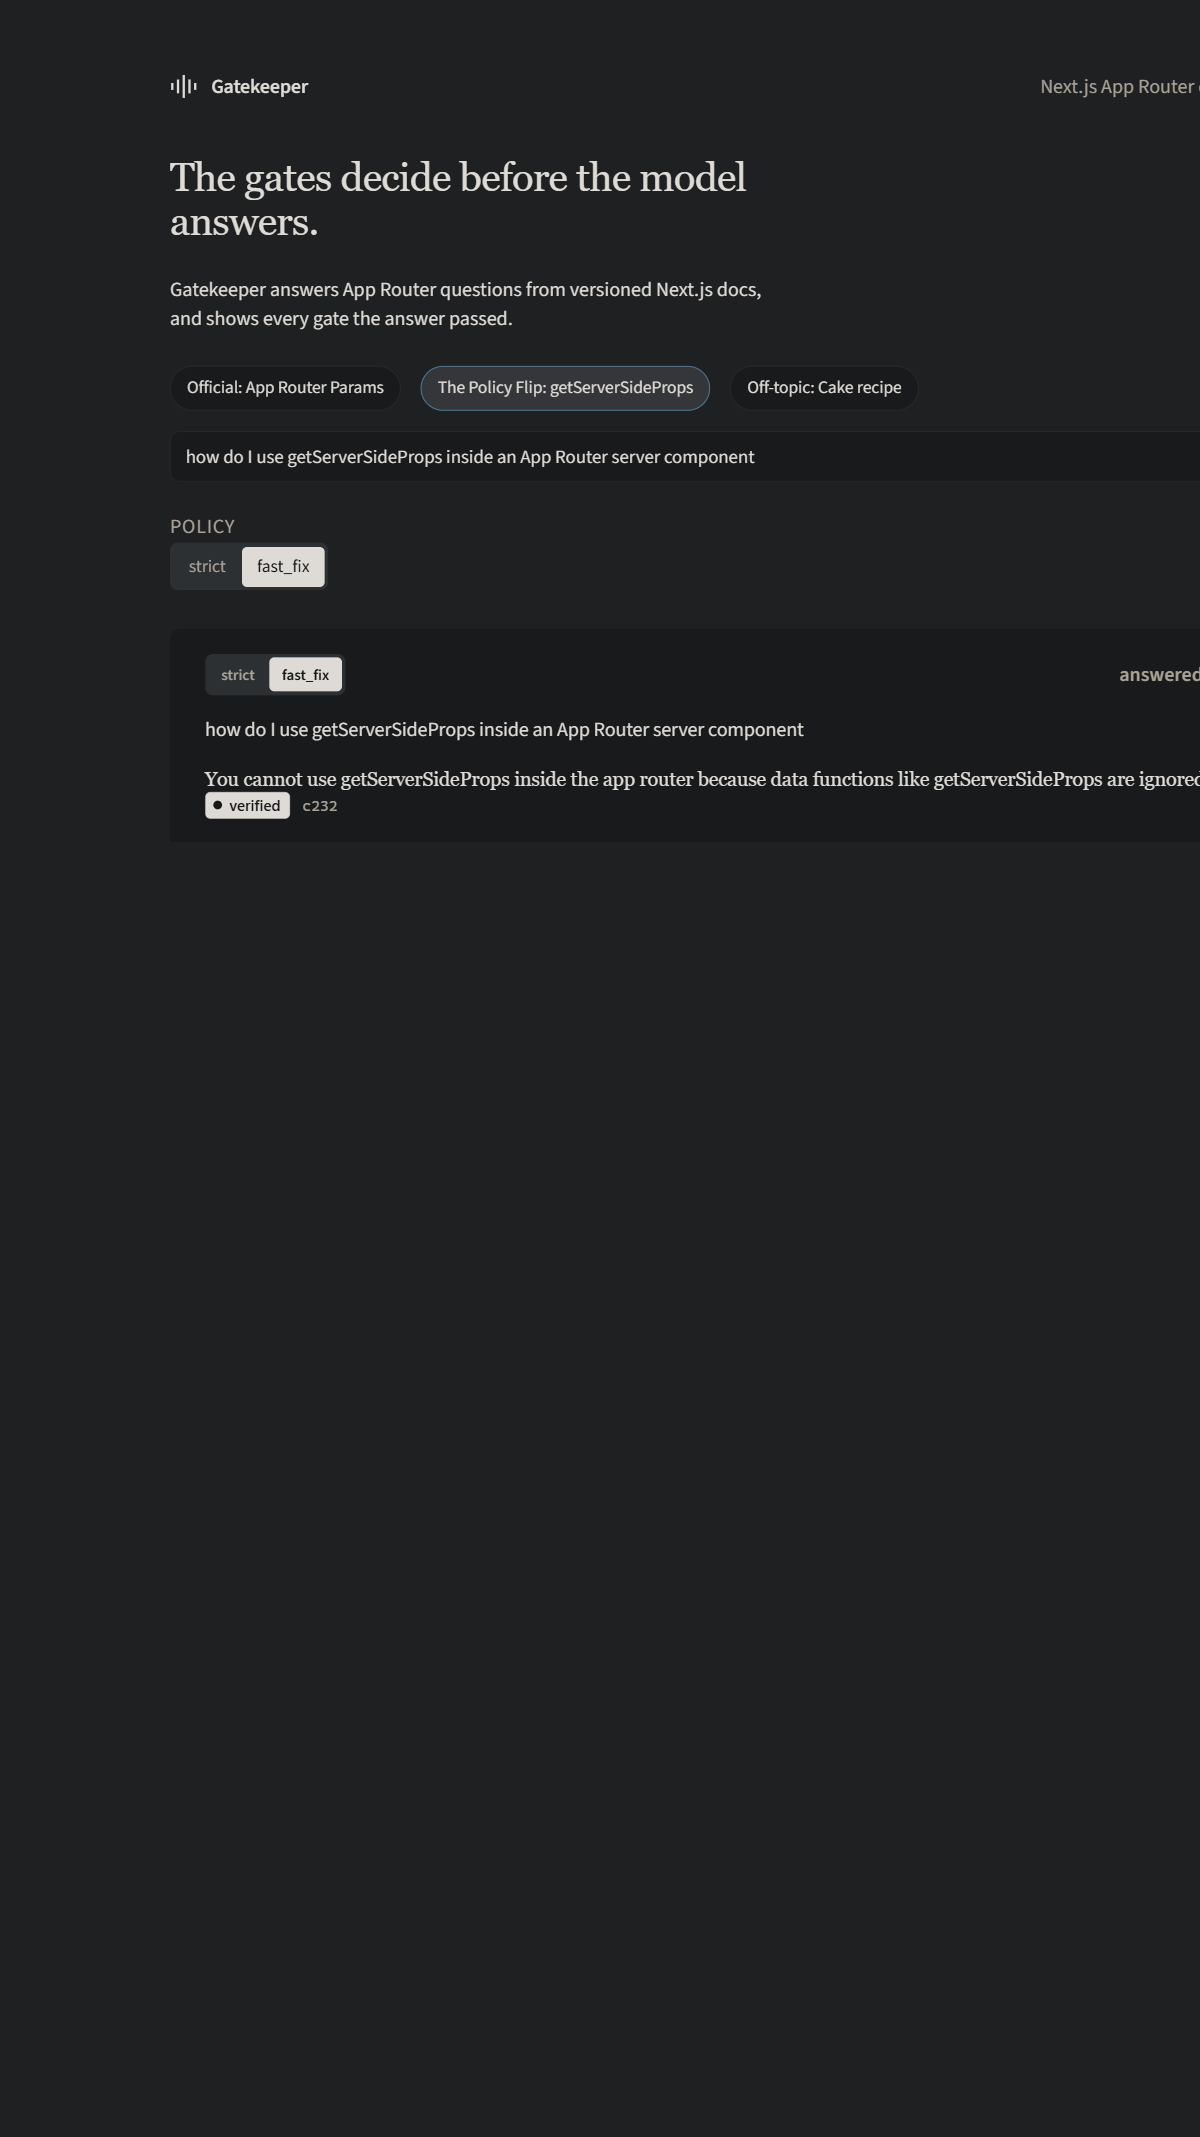 Gatekeeper
Next.js App Router
The gates decide before the model
answers.
Gatekeeper answers App Router questions from versioned Next.js docs,
and shows every gate the answer passed.
Official: App Router Params
The Policy Flip: getServerSideProps
Off-topic: Cake recipe
how do I use getServerSideProps inside an App Router server component
POLICY
strict
fast_fix
strict
fast_fix
answered
how do I use getServerSideProps inside an App Router server component
You cannot use getServerSideProps inside the app router because data functions like getServerSideProps are ignored
verified
c232